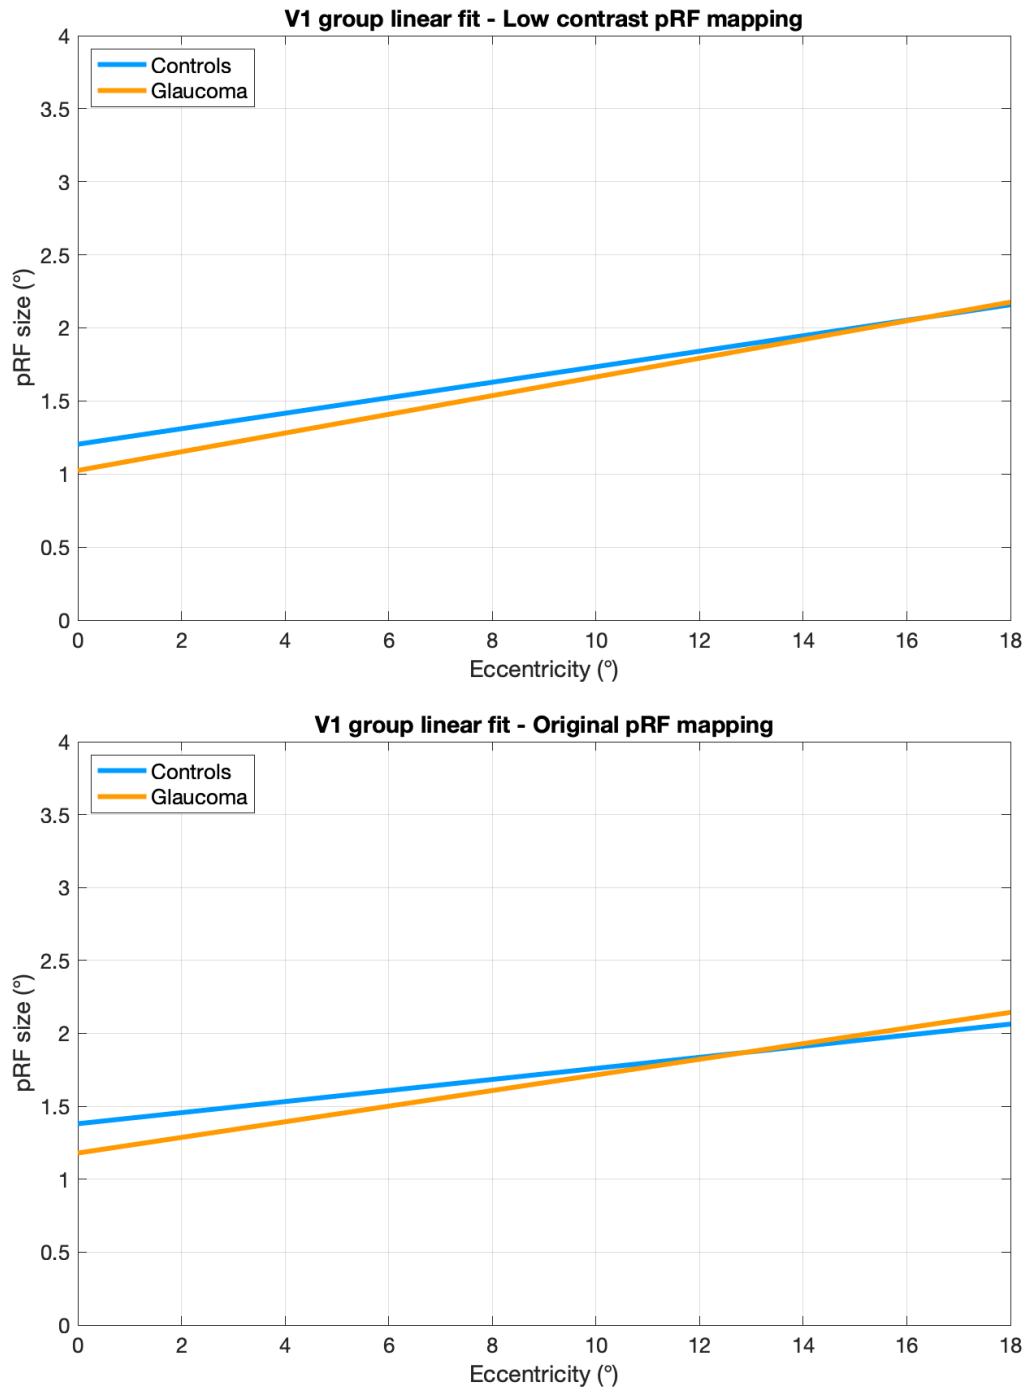 V1 group linear fit - Low contrast pRF mapping
4
3.5
3
2.5
2
1.5
1
0.5
0
Controls
Glaucoma
pRF size (°)
0 2 4 6 8 10 12 14 16 18
Eccentricity (°)
V1 group linear fit - Original pRF mapping
4
3.5
3
2.5
2
1.5
1
0.5
0
Controls
Glaucoma
pRF size (°)
0 2 4 6 8 10 12 14 16 18
Eccentricity (°)